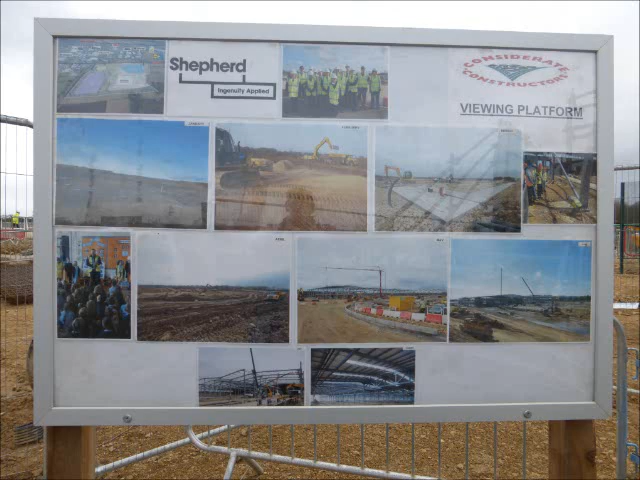 Shepherd
Ingenuity Applied
CONSIDERATE
CONSTRUCTORS
VIEWING PLATFORM